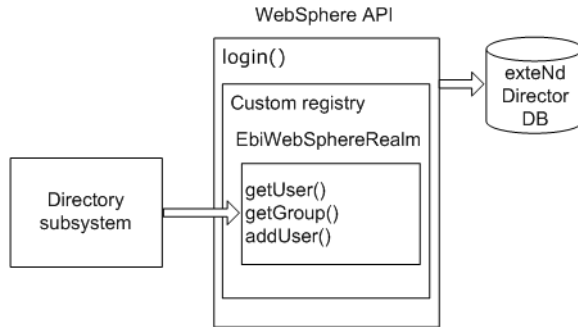 WebSphere API
login()
Custom registry
EbiWebSphereRealm
getUser()
getGroup()
addUser()
Directory
subsystem
exteNd
Director
DB